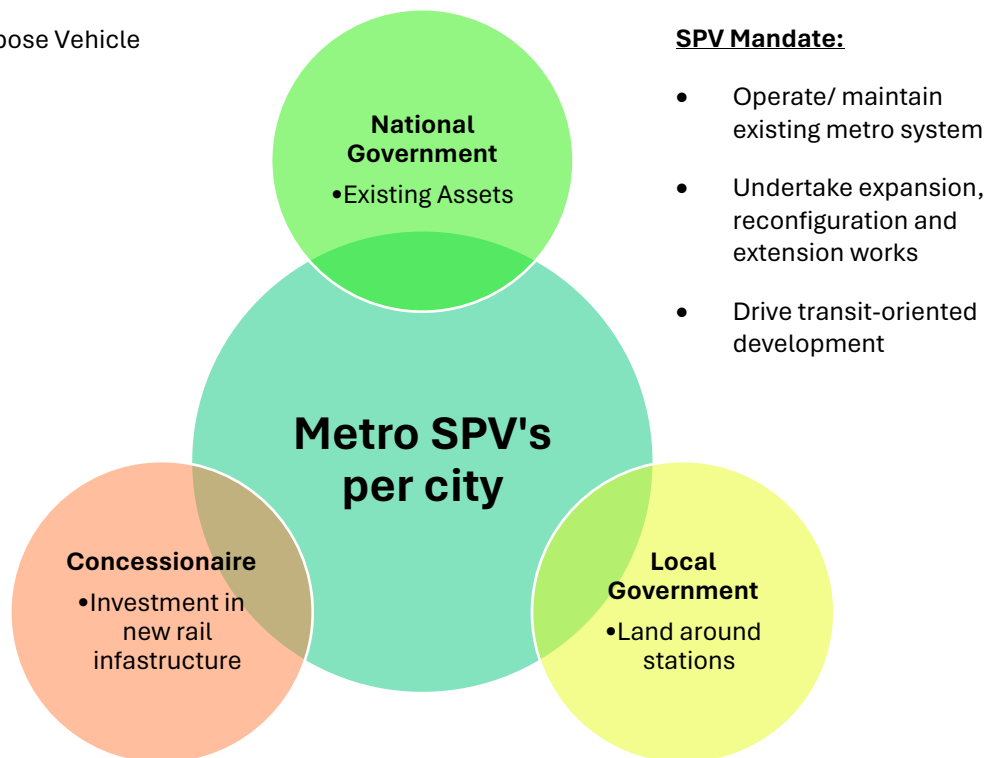 pose Vehicle
SPV Mandate:
• Operate/ maintain
existing metro system
• Undertake expansion,
reconfiguration and
extension works
• Drive transit-oriented
development
National
Government
•Existing Assets
Metro SPV's
per city
Concessionaire
•Investment in
new rail
infastructure
Local
Government
•Land around
stations